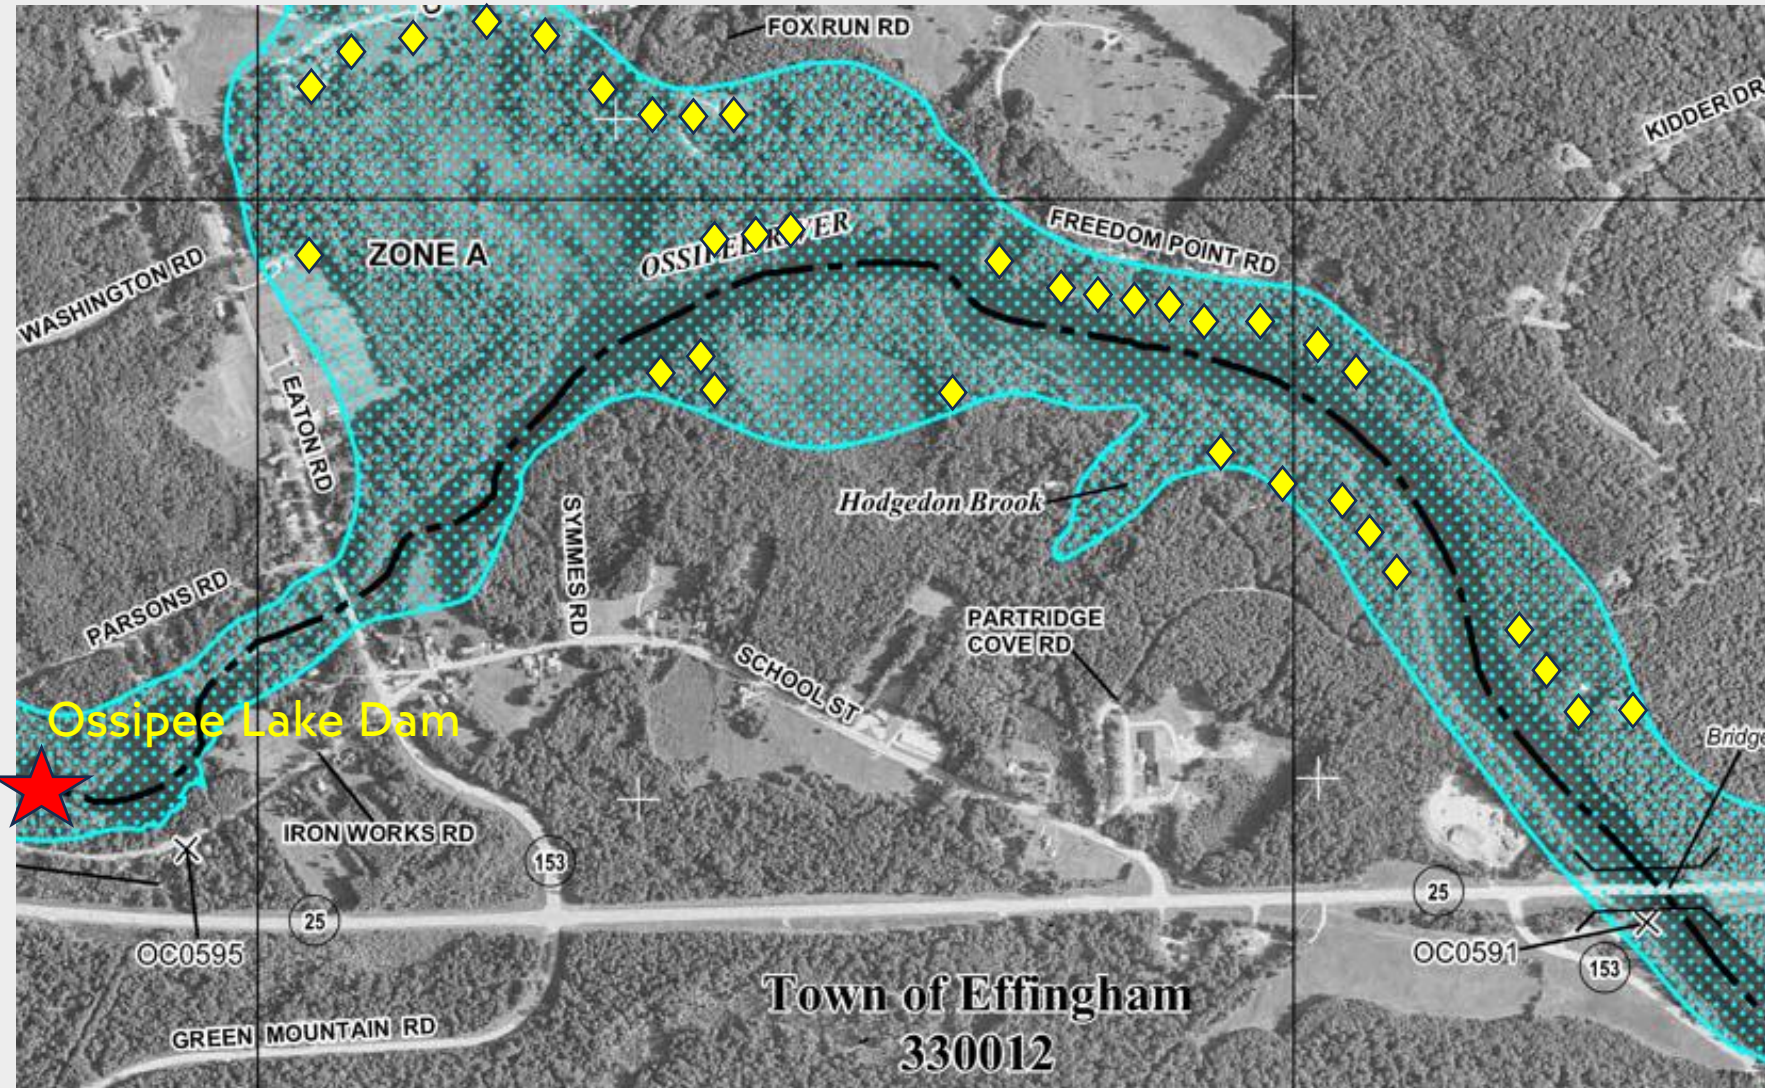 FOX RUN RD
KIDDER DR
WASHINGTON RD
ZONE A
OSSIPEE RIVER
FREEDOM POINT RD
EATON RD
Hodgedon Brook
SYMMES RD
PARSONS RD
PARTRIDGE
COVE RD
SCHOOL ST
Ossipee Lake Dam
Bridge
IRON WORKS RD
153
25
25
OC0595
OC0591
153
Town of Effingham
330012
GREEN MOUNTAIN RD